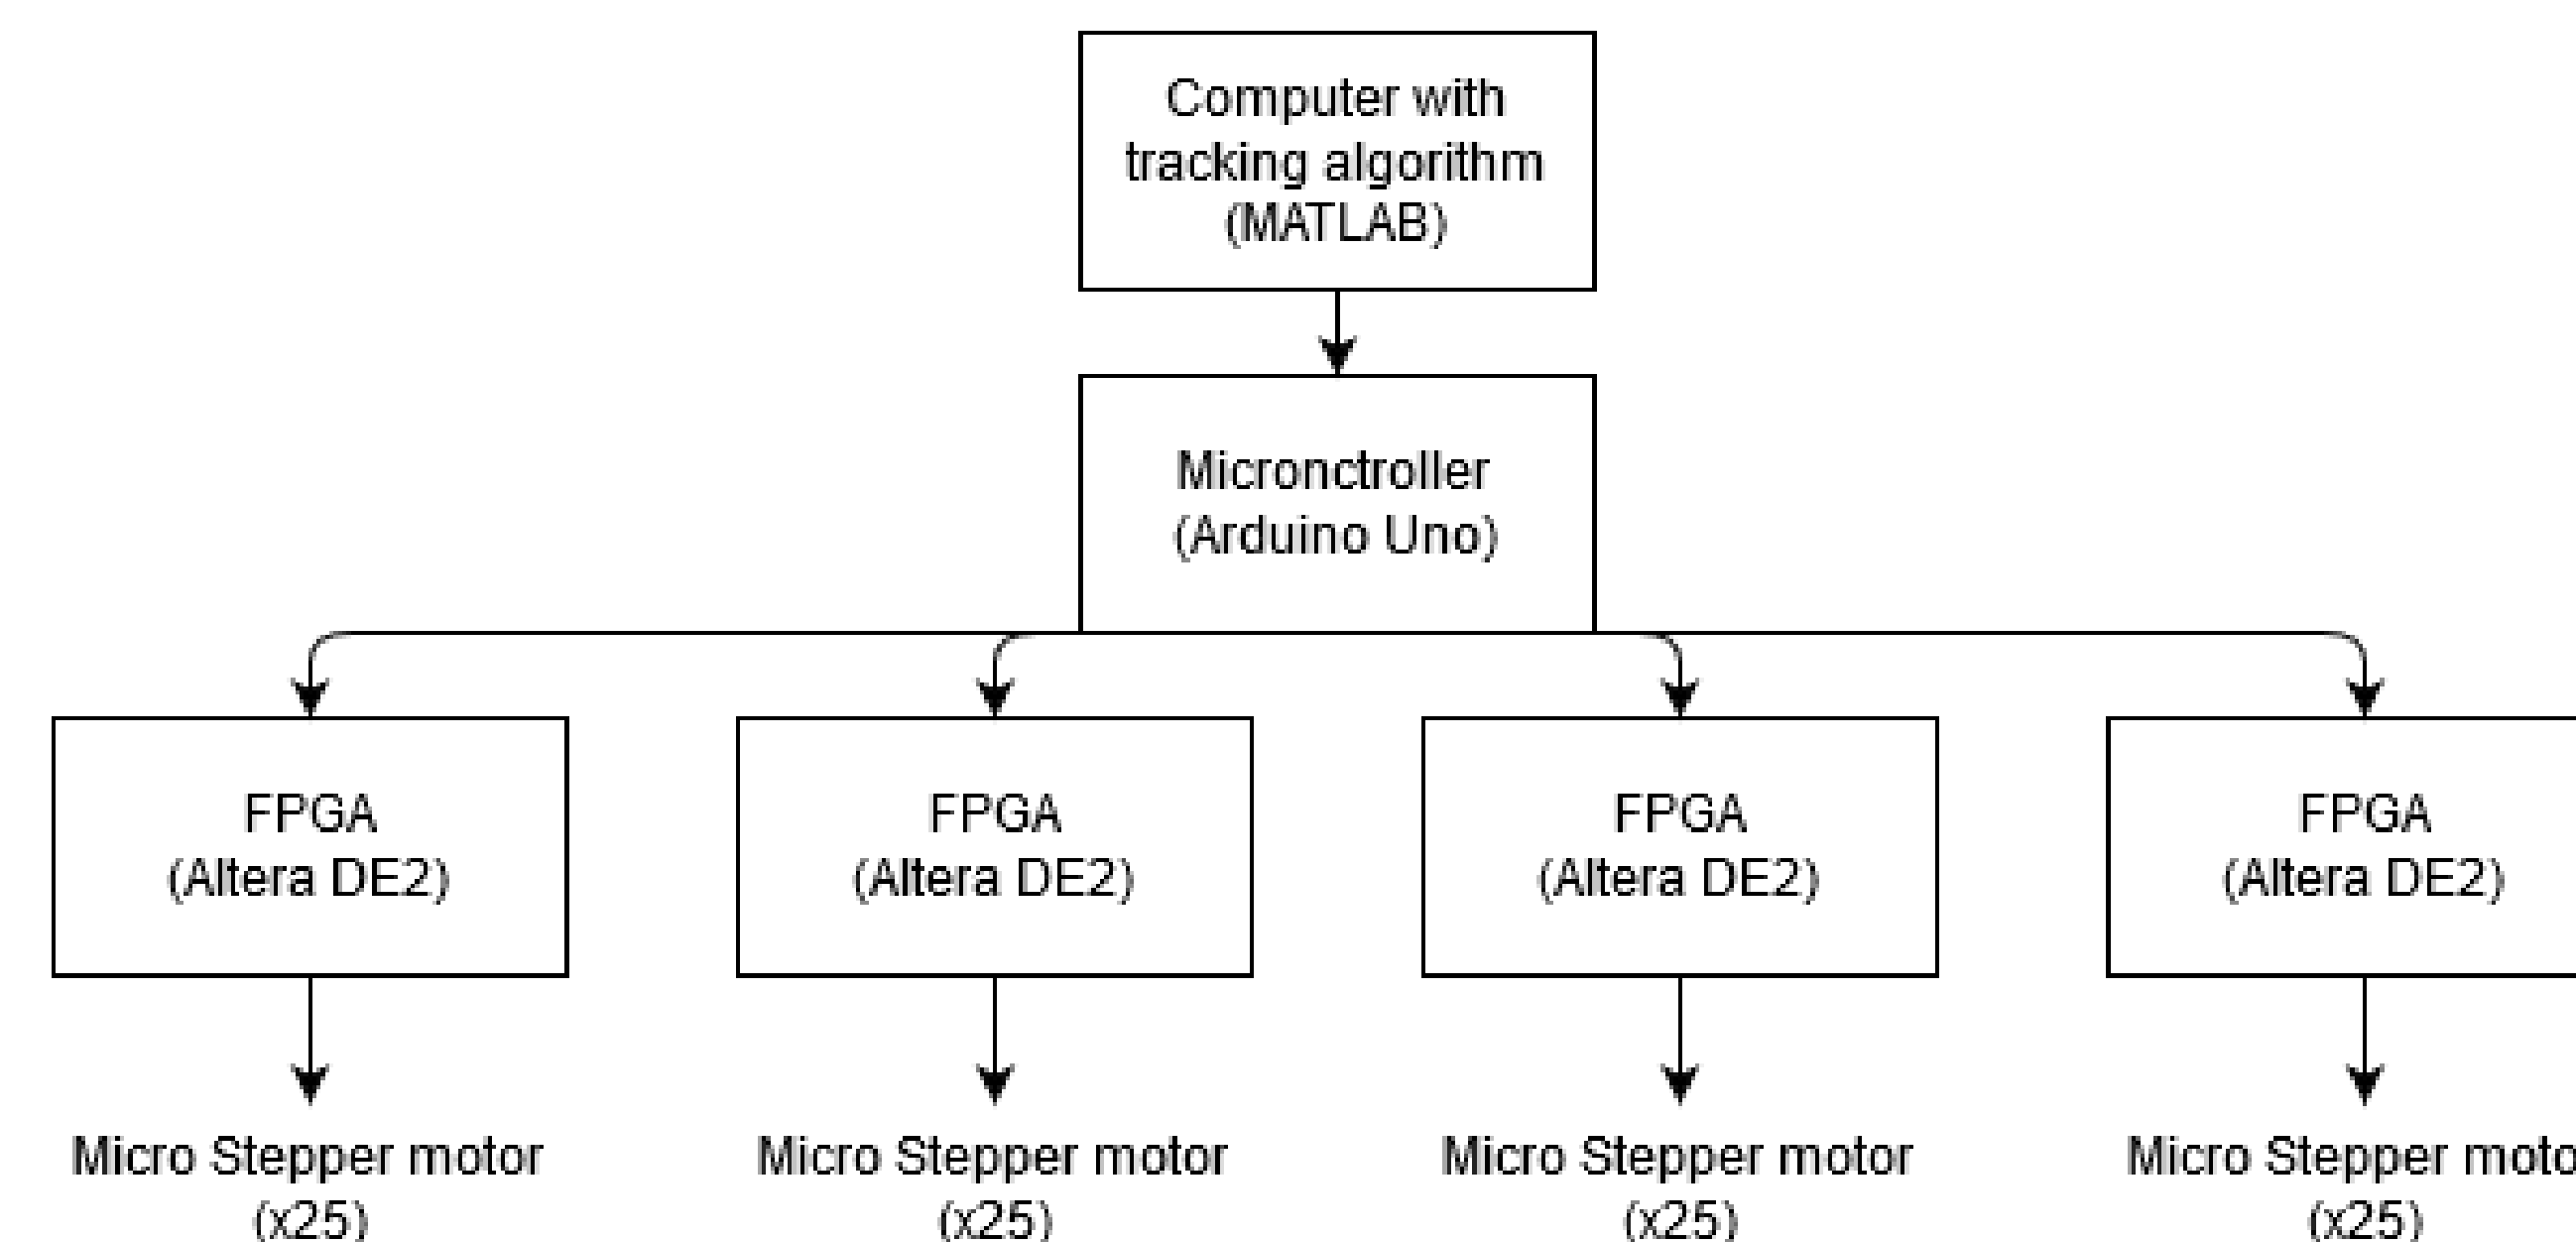 Computer with
tracking algorithm
(MATLAB)
Micronctroller
(Arduino Uno)
FPGA
(Altera DE2)
FPGA
(Altera DE2)
FPGA
(Altera DE2)
FPGA
(Altera DE2)
Micro Stepper motor
(x25)
Micro Stepper motor
(x25)
Micro Stepper motor
(x25)
Micro Stepper moto
(x25)